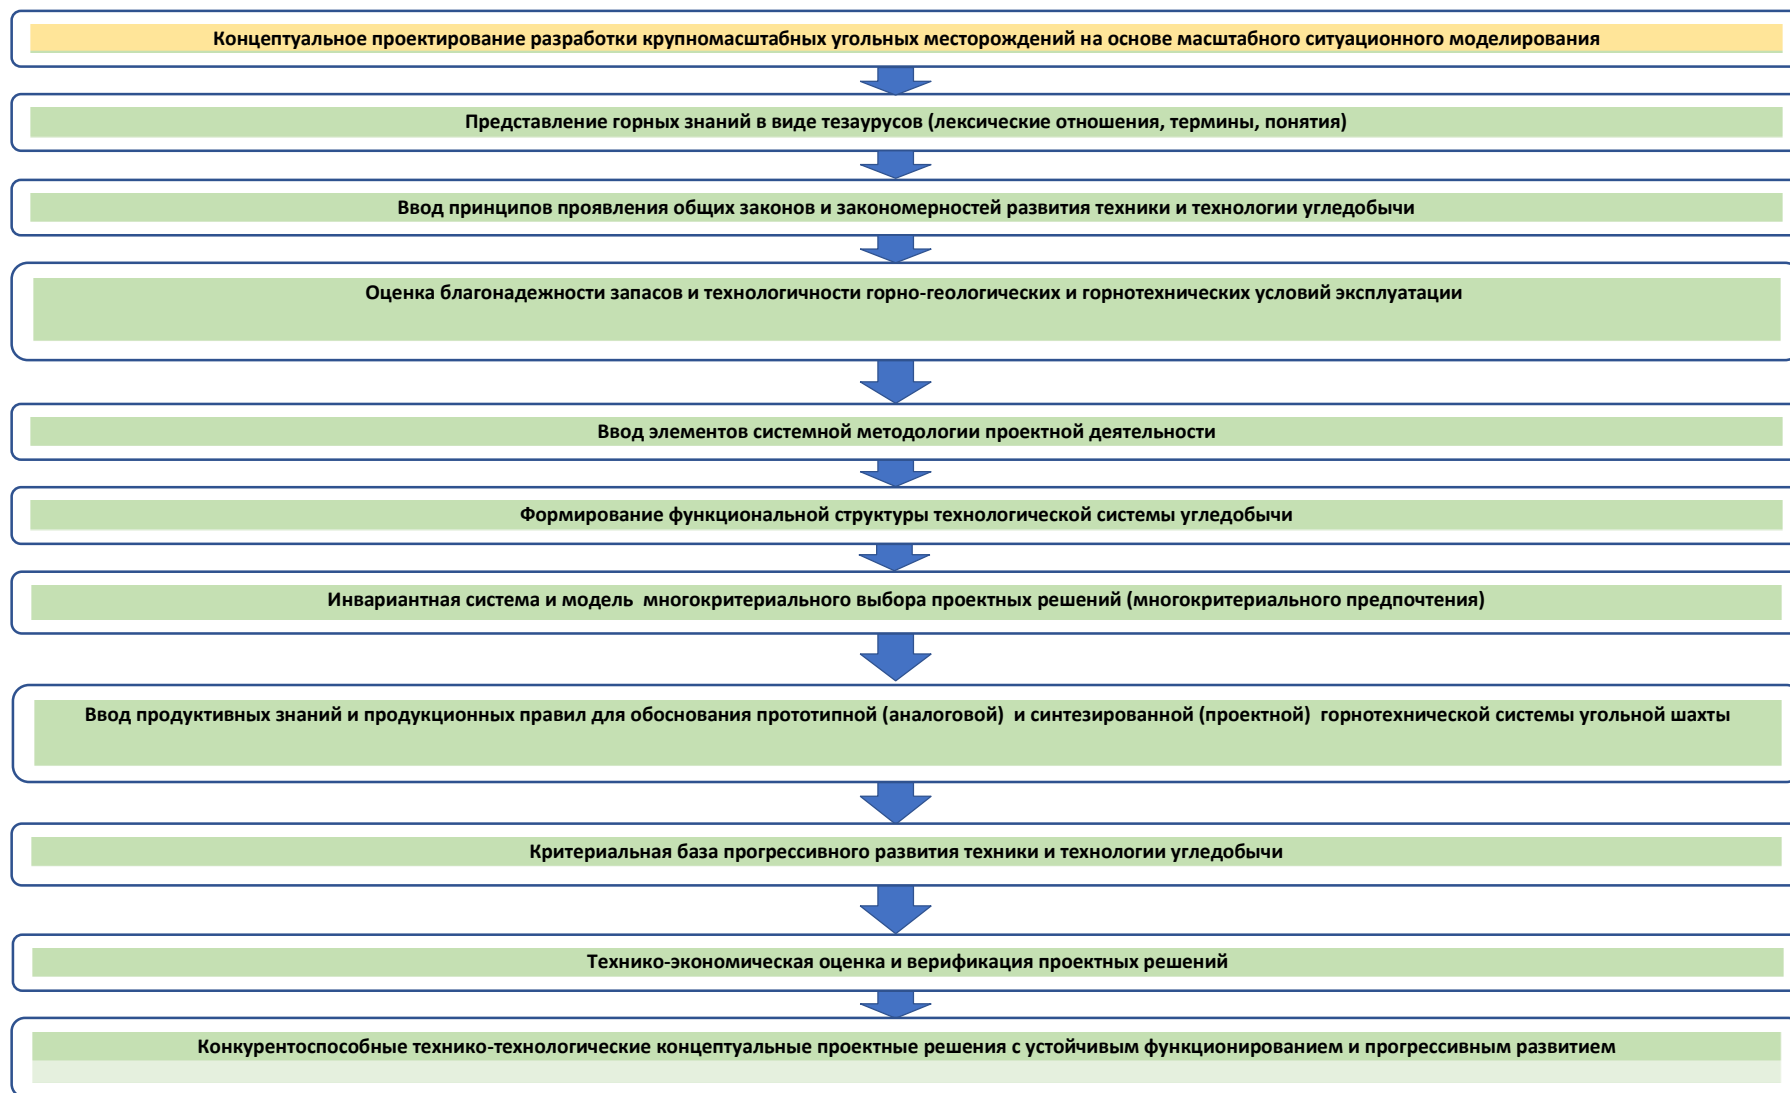 Концептуальное проектирование разработки крупномасштабных угольных месторождений на основе масштабного ситуационного моделирования
Представление горных знаний в виде тезаурусов (лексические отношения, термины, понятия)
Ввод принципов проявления общих законов и закономерностей развития техники и технологии угледобычи
Оценка благонадежности запасов и технологичности горно-геологических и горнотехнических условий эксплуатации
Ввод элементов системной методологии проектной деятельности
Формирование функциональной структуры технологической системы угледобычи
Инвариантная система и модель многокритериального выбора проектных решений (многокритериального предпочтения)
Ввод продуктивных знаний и продукционных правил для обоснования прототипной (аналоговой) и синтезированной (проектной) горнотехнической системы угольной шахты
Критериальная база прогрессивного развития техники и технологии угледобычи
Технико-экономическая оценка и верификация проектных решений
Конкурентоспособные технико-технологические концептуальные проектные решения с устойчивым функционированием и прогрессивным развитием